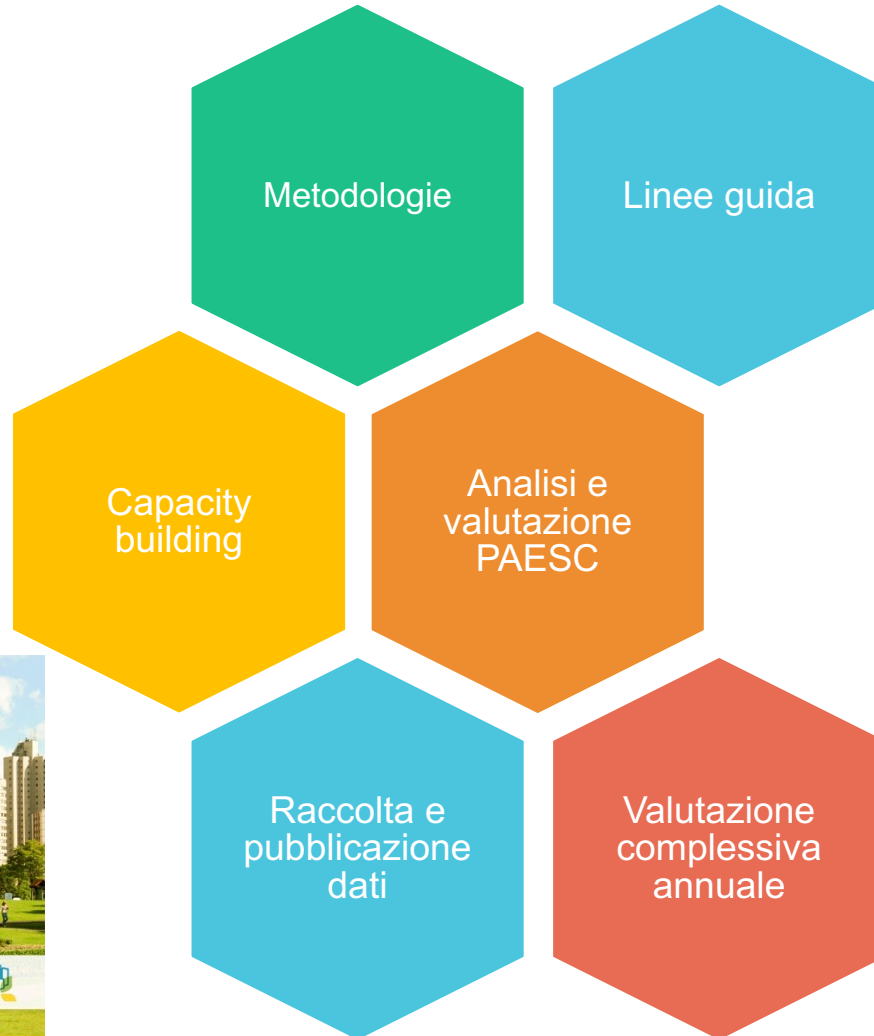 Metodologie
Linee guida
Capacity
building
Analisi e
valutazione
PAESC
Raccolta e
pubblicazione
dati
Valutazione
complessiva
annuale